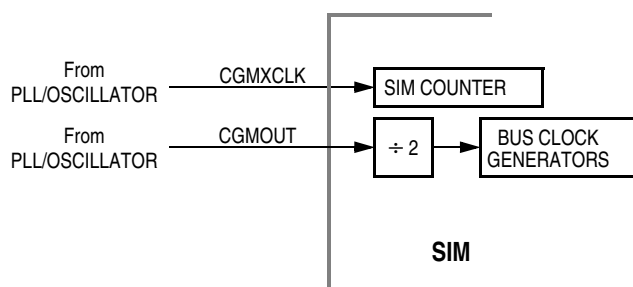 From
PLL/OSCILLATOR
CGMXCLK
SIM COUNTER
From
PLL/OSCILLATOR
CGMOUT
÷ 2
BUS CLOCK
GENERATORS
SIM